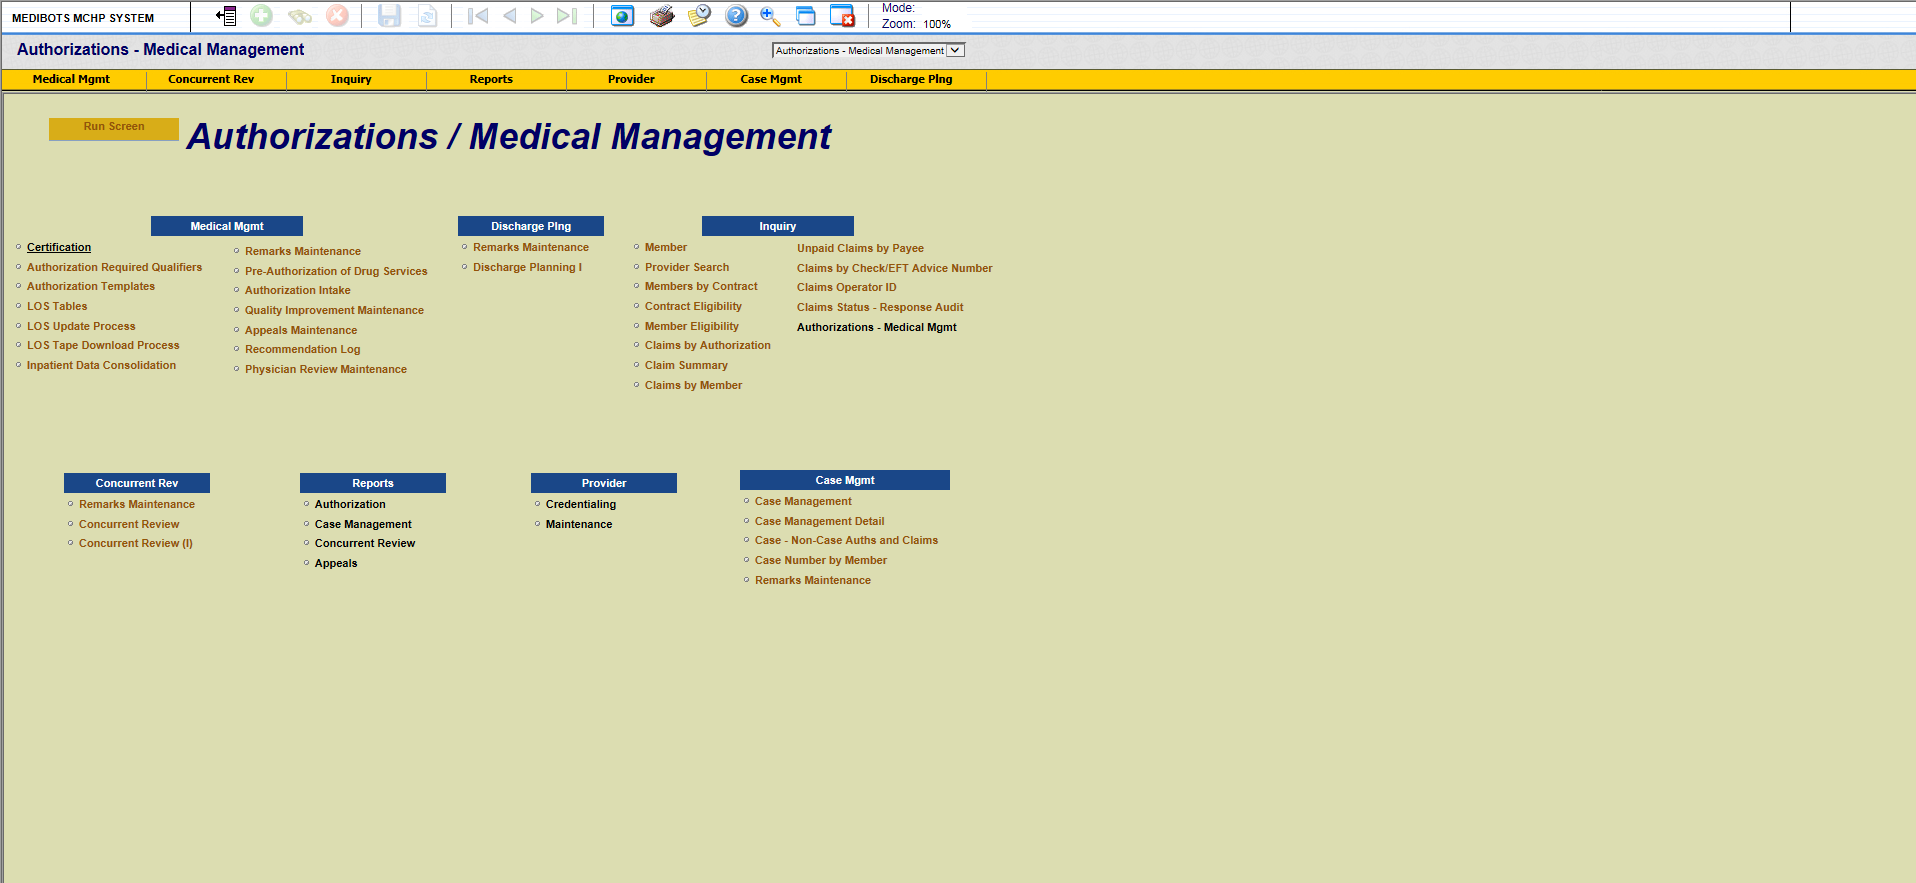 MEDIBOTS MCHP SYSTEM
Mode:
Zoom: 100%
Authorizations - Medical Management
Authorizations - Medical Management
Medical Mgmt
Concurrent Rev
Inquiry
Reports
Provider
Case Mgmt
Discharge Plng
Run Screen
Authorizations / Medical Management
Medical Mgmt
Certification
Authorization Required Qualifiers
Authorization Templates
LOS Tables
LOS Update Process
LOS Tape Download Process
Inpatient Data Consolidation
Remarks Maintenance
Pre-Authorization of Drug Services
Authorization Intake
Quality Improvement Maintenance
Appeals Maintenance
Recommendation Log
Physician Review Maintenance
Discharge Plng
Remarks Maintenance
Discharge Planning I
Inquiry
Member
Provider Search
Members by Contract
Contract Eligibility
Member Eligibility
Claims by Authorization
Claim Summary
Claims by Member
Unpaid Claims by Payee
Claims by Check/EFT Advice Number
Claims Operator ID
Claims Status - Response Audit
Authorizations - Medical Mgmt
Concurrent Rev
Remarks Maintenance
Concurrent Review
Concurrent Review (I)
Reports
Authorization
Case Management
Concurrent Review
Appeals
Provider
Credentialing
Maintenance
Case Mgmt
Case Management
Case Management Detail
Case - Non-Case Auths and Claims
Case Number by Member
Remarks Maintenance